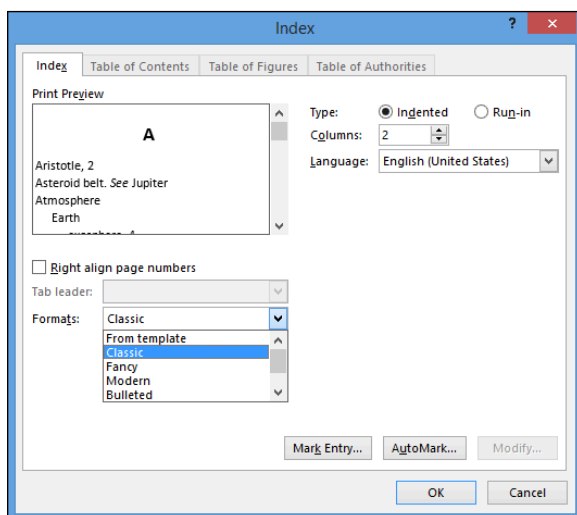 Index
?
Index Table of Contents Table of Figures Table of Authorities
Print Preview
A
Aristotle, 2
Asteroid belt. See Jupiter
Atmosphere
Earth
Type: Indented Run-in
Columns: 2
Language: English (United States)
Right align page numbers
Tab leader:
Formats: Classic
From template
Classic
Fancy
Modern
Bulleted
Mark Entry... AutoMark... Modify...
OK Cancel